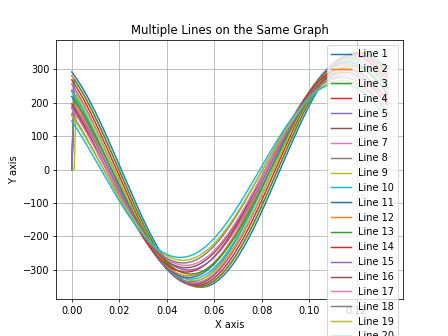 Multiple Lines on the Same Graph
Y axis
300
200
100
0
−100
−200
−300
0.00
0.02
0.04
0.06
0.08
0.10
X axis
Line 1
Line 2
Line 3
Line 4
Line 5
Line 6
Line 7
Line 8
Line 9
Line 10
Line 11
Line 12
Line 13
Line 14
Line 15
Line 16
Line 17
Line 18
Line 19